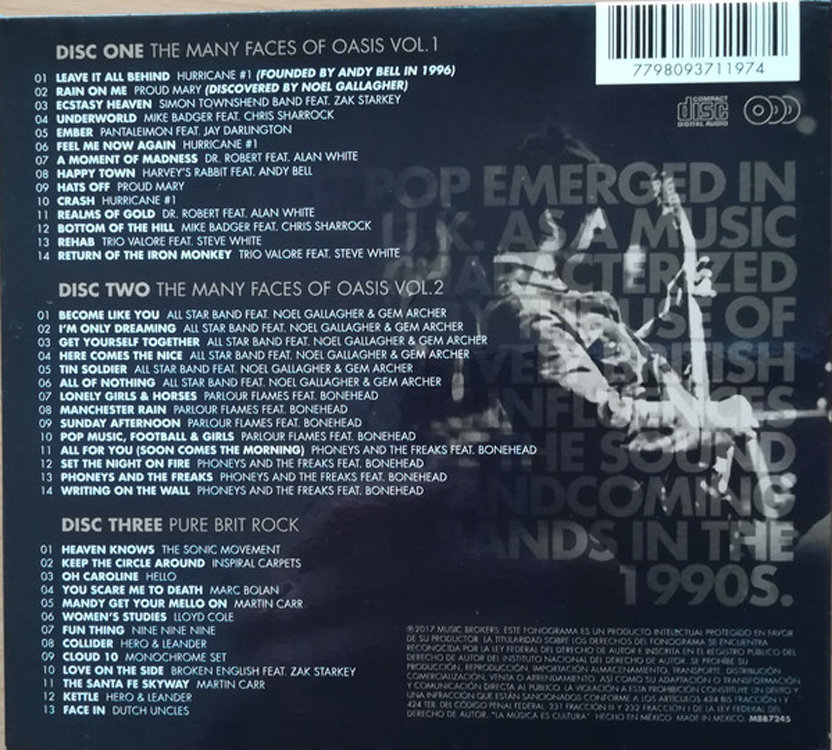 7798093711974
COMPACT
disc
DIGITAL AUDIO
DISC ONE THE MANY FACES OF OASIS VOL.1
01 LEAVE IT ALL BEHIND HURRICANE #1 (FOUNDED BY ANDY BELL IN 1996)
02 RAIN ON ME PROUD MARY (DISCOVERED BY NOEL GALLAGHER)
03 ECSTASY HEAVEN SIMON TOWNSHEND BAND FEAT. ZAK STARKEY
04 UNDERWORLD MIKE BADGER FEAT. CHRIS SHARROCK
05 EMBER PANTALEIMON FEAT. JAY DARLINGTON
06 FEEL ME NOW AGAIN HURRICANE #1
07 A MOMENT OF MADNESS DR. ROBERT FEAT. ALAN WHITE
08 HAPPY TOWN HARVEY'S RABBIT FEAT. ANDY BELL
09 HATS OFF PROUD MARY
10 CRASH HURRICANE #1
11 REALMS OF GOLD DR. ROBERT FEAT. ALAN WHITE
12 BOTTOM OF THE HILL MIKE BADGER FEAT. CHRIS SHARROCK
13 REHAB TRIO VALORE FEAT. STEVE WHITE
14 RETURN OF THE IRON MONKEY TRIO VALORE FEAT. STEVE WHITE
DISC TWO THE MANY FACES OF OASIS VOL.2
01 BECOME LIKE YOU ALL STAR BAND FEAT. NOEL GALLAGHER & GEM ARCHER
02 I'M ONLY DREAMING ALL STAR BAND FEAT. NOEL GALLAGHER & GEM ARCHER
03 GET YOURSELF TOGETHER ALL STAR BAND FEAT. NOEL GALLAGHER & GEM ARCHER
04 HERE COMES THE NICE ALL STAR BAND FEAT. NOEL GALLAGHER & GEM ARCHER
05 TIN SOLDIER ALL STAR BAND FEAT. NOEL GALLAGHER & GEM ARCHER
06 ALL OF NOTHING ALL STAR BAND FEAT. NOEL GALLAGHER & GEM ARCHER
07 LONELY GIRLS & HORSES PARLOUR FLAMES FEAT. BONEHEAD
08 MANCHESTER RAIN PARLOUR FLAMES FEAT. BONEHEAD
09 SUNDAY AFTERNOON PARLOUR FLAMES FEAT. BONEHEAD
10 POP MUSIC, FOOTBALL & GIRLS PARLOUR FLAMES FEAT. BONEHEAD
11 ALL FOR YOU (SOON COMES THE MORNING) PHONEYS AND THE FREAKS FEAT. BONEHEAD
12 SET THE NIGHT ON FIRE PHONEYS AND THE FREAKS FEAT. BONEHEAD
13 PHONEYS AND THE FREAKS PHONEYS AND THE FREAKS FEAT. BONEHEAD
14 WRITING ON THE WALL PHONEYS AND THE FREAKS FEAT. BONEHEAD
DISC THREE PURE BRIT ROCK
01 HEAVEN KNOWS THE SONIC MOVEMENT
02 KEEP THE CIRCLE AROUND INSPIRAL CARPETS
03 OH CAROLINE HELLO
04 YOU SCARE ME TO DEATH MARC BOLAN
05 MANDY GET YOUR MELLO ON MARTIN CARR
06 WOMEN'S STUDIES LLOYD COLE
07 FUN THING NINE NINE NINE
08 COLLIDER HERO & LEANDER
09 CLOUD 10 MONOCHROME SET
10 LOVE ON THE SIDE BROKEN ENGLISH FEAT. ZAK STARKEY
11 THE SANTA FE SKYWAY MARTIN CARR
12 KETTLE HERO & LEANDER
13 FACE IN DUTCH UNCLES
POP EMERGED IN
U.K. AS A MUSIC
CHARACTERIZED
USE OF
BRITISH
INFLUENCES
THE SOUND
ANDCOMING
BANDS IN THE
1990S.
℗2017 MUSIC BROKERS. ESTE FONOGRAMA ES UN PRODUCTO INTELECTUAL PROTEGIDO EN FAVOR
DE SU PRODUCTOR. LA TITULARIDAD SOBRE LOS DERECHOS DEL FONOGRAMA SE ENCUENTRA
RECONOCIDA POR LA LEY FEDERAL DEL DERECHO DE AUTOR E INSCRITA EN EL REGISTRO PÚBLICO DEL
DERECHO DE AUTOR DEL INSTITUTO NACIONAL DEL DERECHO DE AUTOR. SE PROHÍBE SU
PRODUCCIÓN, REPRODUCCIÓN, IMPORTACIÓN ALMACENAMIENTO, TRANSPORTE, DISTRIBUCIÓN
COMERCIALIZACIÓN, VENTA O ARRENDAMIENTO, ASÍ COMO SU ADAPTACIÓN O TRANSFORMACIÓN
Y COMUNICACIÓN DIRECTA AL PÚBLICO. LA VIOLACIÓN A ESTA PROHIBICIÓN CONSTITUYE UN DELITO Y
UNA INFRACCIÓN QUE ESTÁN SANCIONADOS CONFORME A LOS ARTÍCULOS 424 BIS FRACCIÓN I Y
424 TER. DEL CÓDIGO PENAL FEDERAL: 231 FRACCIÓN III Y 232 FRACCIÓN I DE LA LEY FEDERAL DEL
DERECHO DE AUTOR. "LA MÚSICA ES CULTURA". HECHO EN MÉXICO. MADE IN MEXICO. MBB7245